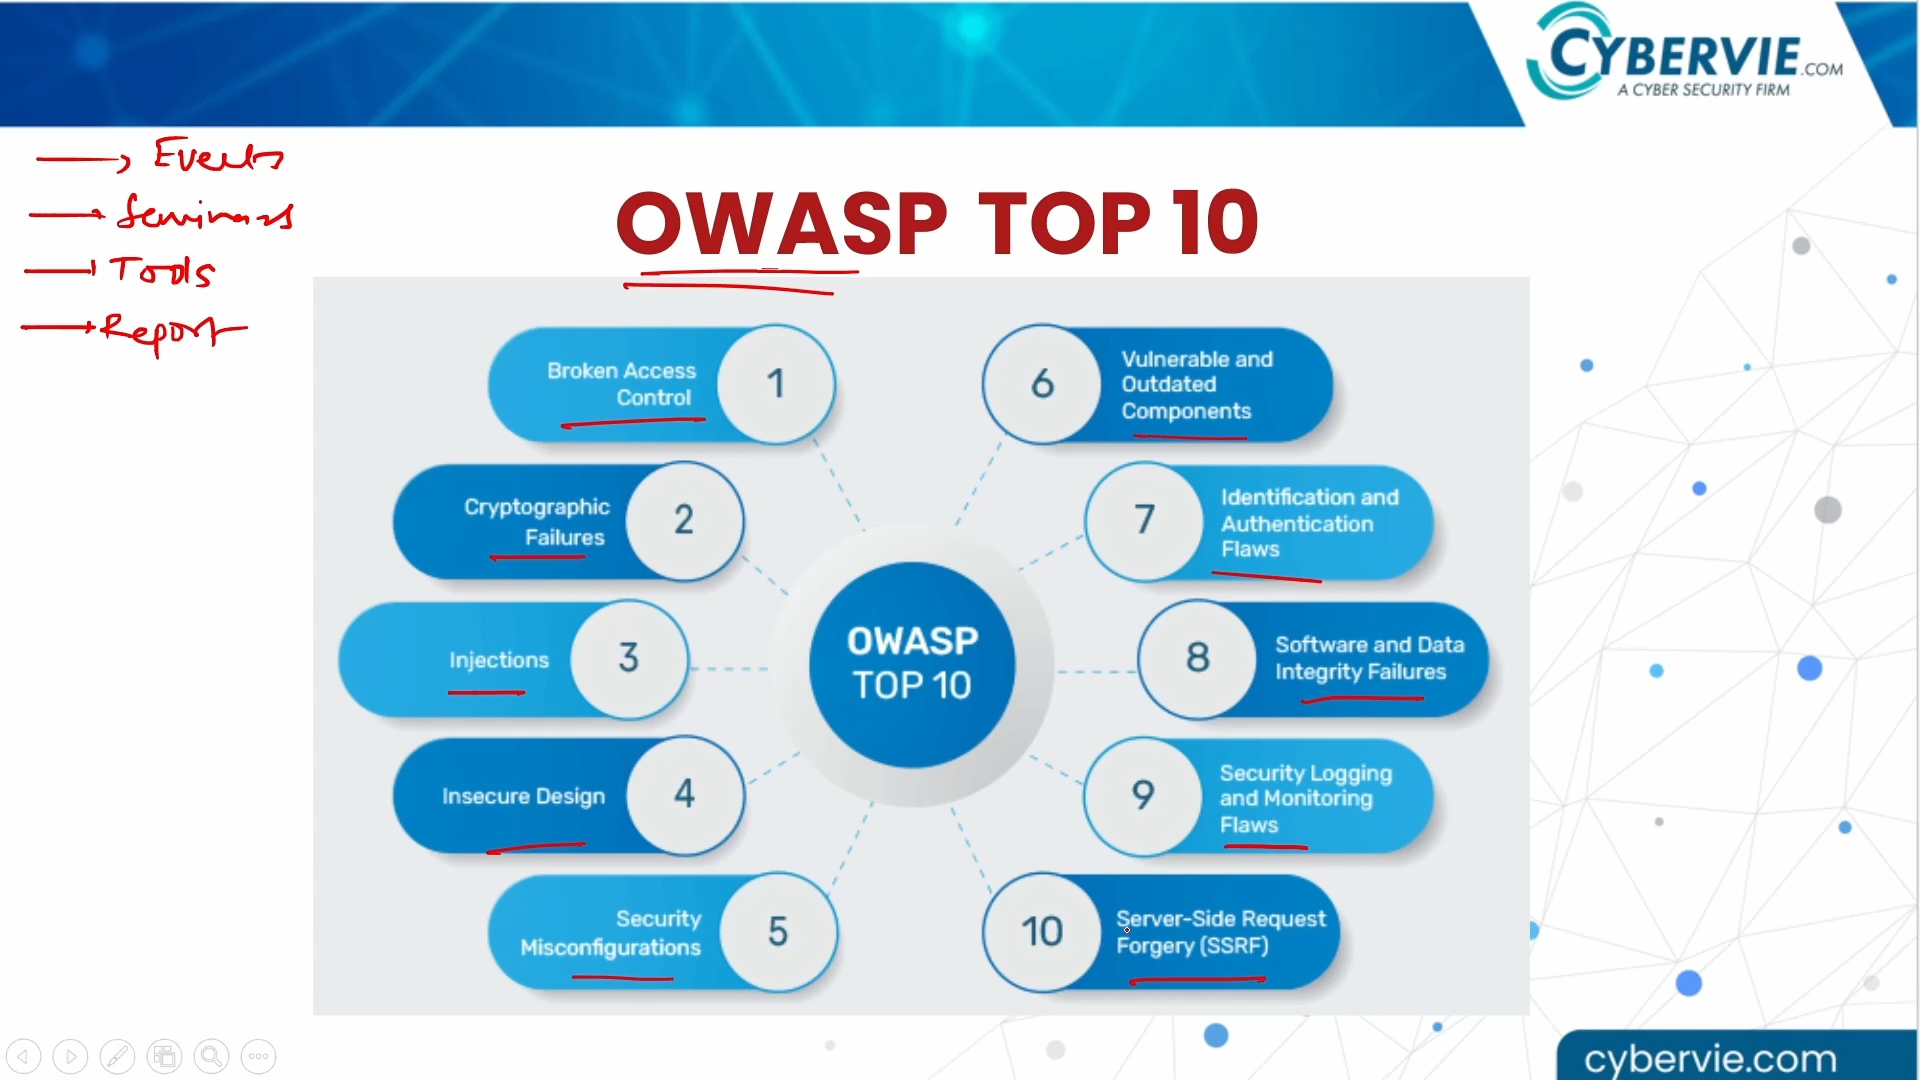 CYBERVIE.COM
A CYBER SECURITY FIRM
Events
Seminars
Tools
Report
OWASP TOP 10
Broken Access
Control
1
Cryptographic
Failures
2
Injections
3
Insecure Design
4
Security
Misconfigurations
5
OWASP
TOP 10
6
Vulnerable and
Outdated
Components
7
Identification and
Authentication
Flaws
8
Software and Data
Integrity Failures
9
Security Logging
and Monitoring
Flaws
10
Server-Side Request
Forgery (SSRF)
cybervie.com